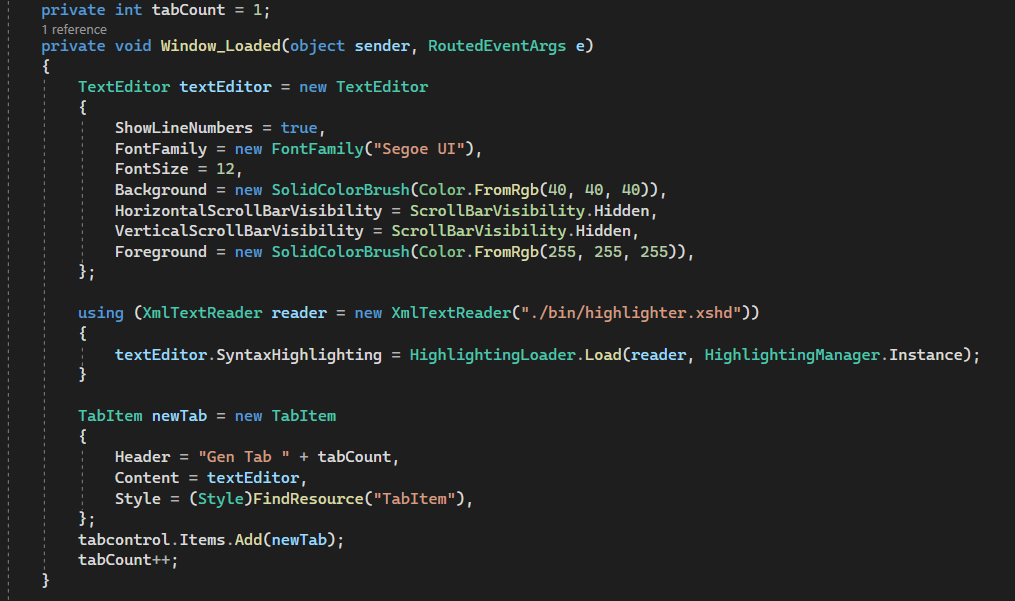 private int tabCount = 1;
1 reference
private void Window_Loaded(object sender, RoutedEventArgs e)
{
    TextEditor textEditor = new TextEditor
    {
        ShowLineNumbers = true,
        FontFamily = new FontFamily("Segoe UI"),
        FontSize = 12,
        Background = new SolidColorBrush(Color.FromRgb(40, 40, 40)),
        HorizontalScrollBarVisibility = ScrollBarVisibility.Hidden,
        VerticalScrollBarVisibility = ScrollBarVisibility.Hidden,
        Foreground = new SolidColorBrush(Color.FromRgb(255, 255, 255)),
    };

    using (XmlTextReader reader = new XmlTextReader("./bin/highlighter.xshd"))
    {
        textEditor.SyntaxHighlighting = HighlightingLoader.Load(reader, HighlightingManager.Instance);
    }

    TabItem newTab = new TabItem
    {
        Header = "Gen Tab " + tabCount,
        Content = textEditor,
        Style = (Style)FindResource("TabItem"),
    };
    tabcontrol.Items.Add(newTab);
    tabCount++;
}